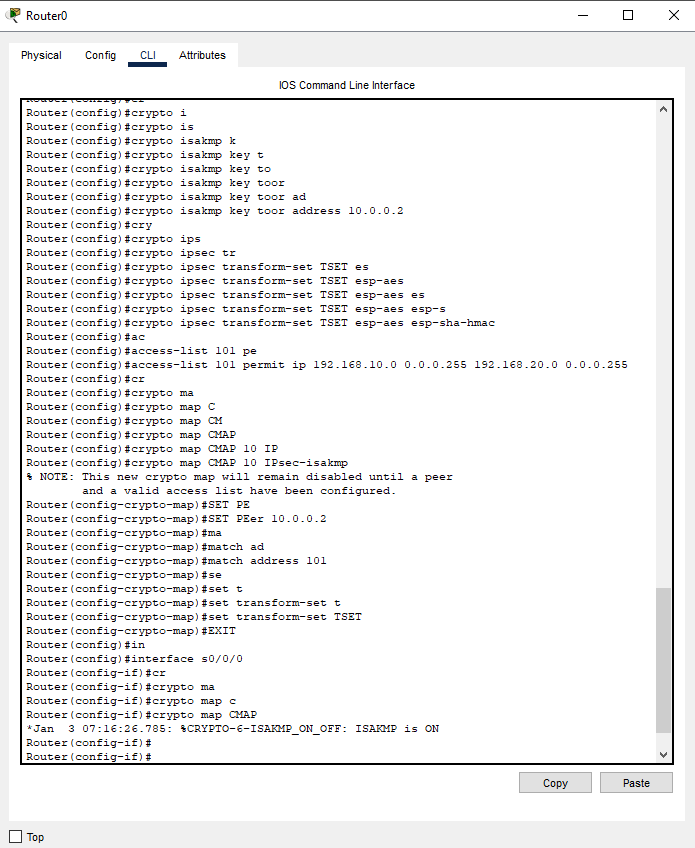 Router0
Physical Config CLI Attributes
IOS Command Line Interface
Router(config)#cr
Router(config)#crypto i
Router(config)#crypto is
Router(config)#crypto isakmp k
Router(config)#crypto isakmp key t
Router(config)#crypto isakmp key to
Router(config)#crypto isakmp key toor
Router(config)#crypto isakmp key toor ad
Router(config)#crypto isakmp key toor address 10.0.0.2
Router(config)#cry
Router(config)#crypto ips
Router(config)#crypto ipsec tr
Router(config)#crypto ipsec transform-set TSET es
Router(config)#crypto ipsec transform-set TSET esp-aes
Router(config)#crypto ipsec transform-set TSET esp-aes es
Router(config)#crypto ipsec transform-set TSET esp-aes esp-s
Router(config)#crypto ipsec transform-set TSET esp-aes esp-sha-hmac
Router(config)#ac
Router(config)#access-list 101 pe
Router(config)#access-list 101 permit ip 192.168.10.0 0.0.0.255 192.168.20.0 0.0.0.255
Router(config)#cr
Router(config)#crypto ma
Router(config)#crypto map C
Router(config)#crypto map CM
Router(config)#crypto map CMAP
Router(config)#crypto map CMAP 10 IP
Router(config)#crypto map CMAP 10 IPsec-isakmp
% NOTE: This new crypto map will remain disabled until a peer
and a valid access list have been configured.
Router(config-crypto-map)#SET PE
Router(config-crypto-map)#SET PEer 10.0.0.2
Router(config-crypto-map)#ma
Router(config-crypto-map)#match ad
Router(config-crypto-map)#match address 101
Router(config-crypto-map)#se
Router(config-crypto-map)#set t
Router(config-crypto-map)#set transform-set t
Router(config-crypto-map)#set transform-set TSET
Router(config-crypto-map)#EXIT
Router(config)#in
Router(config)#interface s0/0/0
Router(config-if)#cr
Router(config-if)#crypto ma
Router(config-if)#crypto map c
Router(config-if)#crypto map CMAP
*Jan  3 07:16:26.785: %CRYPTO-6-ISAKMP_ON_OFF: ISAKMP is ON
Router(config-if)#
Router(config-if)#
Copy Paste
Top